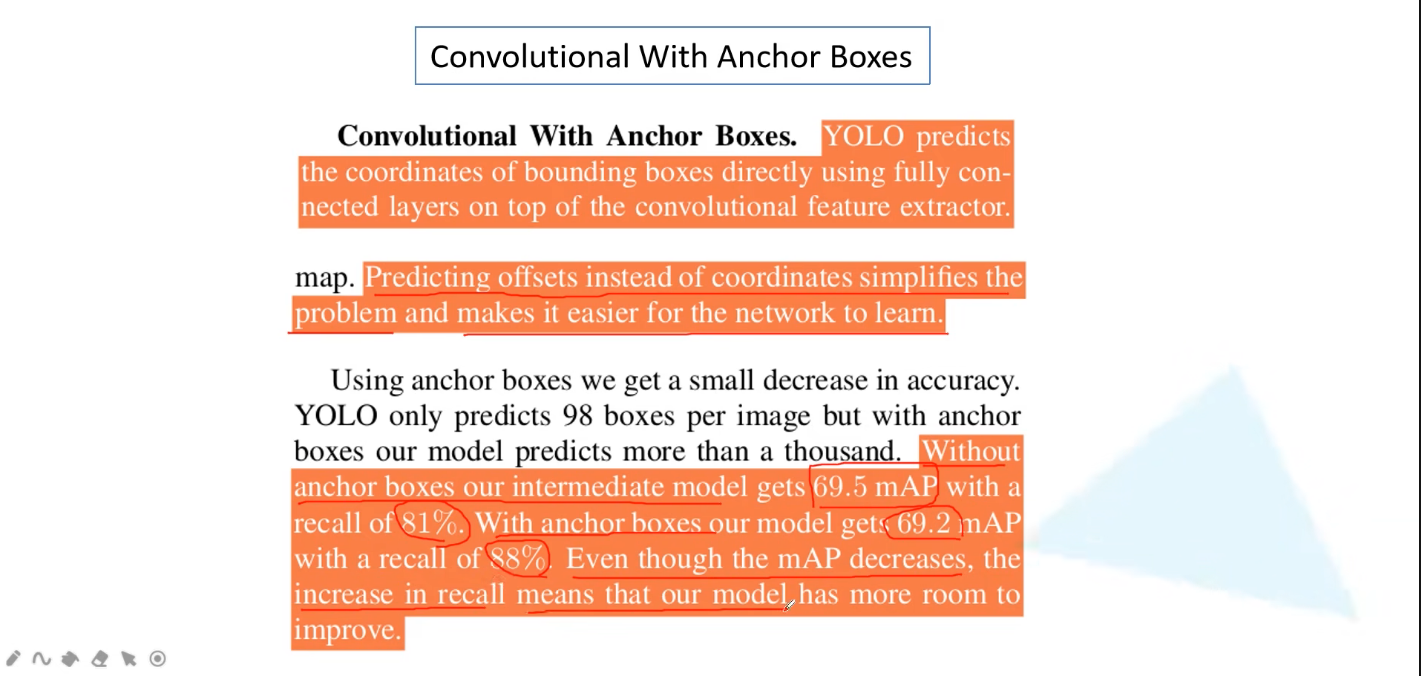 Convolutional With Anchor Boxes
Convolutional With Anchor Boxes. YOLO predicts
the coordinates of bounding boxes directly using fully con-
nected layers on top of the convolutional feature extractor.
map. Predicting offsets instead of coordinates simplifies the
problem and makes it easier for the network to learn.
Using anchor boxes we get a small decrease in accuracy.
YOLO only predicts 98 boxes per image but with anchor
boxes our model predicts more than a thousand. Without
anchor boxes our intermediate model gets 69.5 mAP with a
recall of 81%. With anchor boxes our model gets 69.2 mAP
with a recall of 88%. Even though the mAP decreases, the
increase in recall means that our model has more room to
improve.